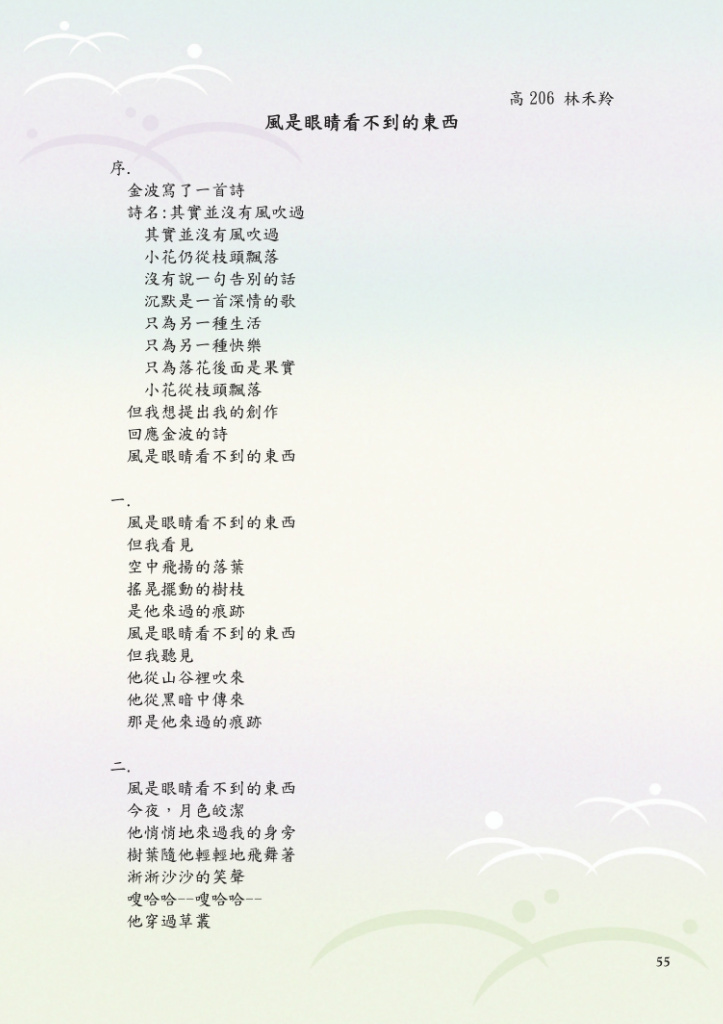 高206 林禾羚
風是眼睛看不到的東西
序.
金波寫了一首詩
詩名:其實並沒有風吹過
其實並沒有風吹過
小花仍從枝頭飄落
沒有說一句告別的話
沉默是一首深情的歌
只為另一種生活
只為另一種快樂
只為落花後面是果實
小花從枝頭飄落
但我想提出我的創作
回應金波的詩
風是眼睛看不到的東西
一.
風是眼睛看不到的東西
但我看見
空中飛揚的落葉
搖晃擺動的樹枝
是他來過的痕跡
風是眼睛看不到的東西
但我聽見
他從山谷裡吹來
他從黑暗中傳來
那是他來過的痕跡
二.
風是眼睛看不到的東西
今夜，月色皎潔
他悄悄地來過我的身旁
樹葉隨他輕輕地飛舞著
淅淅沙沙的笑聲
嗖哈哈--嗖哈哈--
他穿過草叢
55